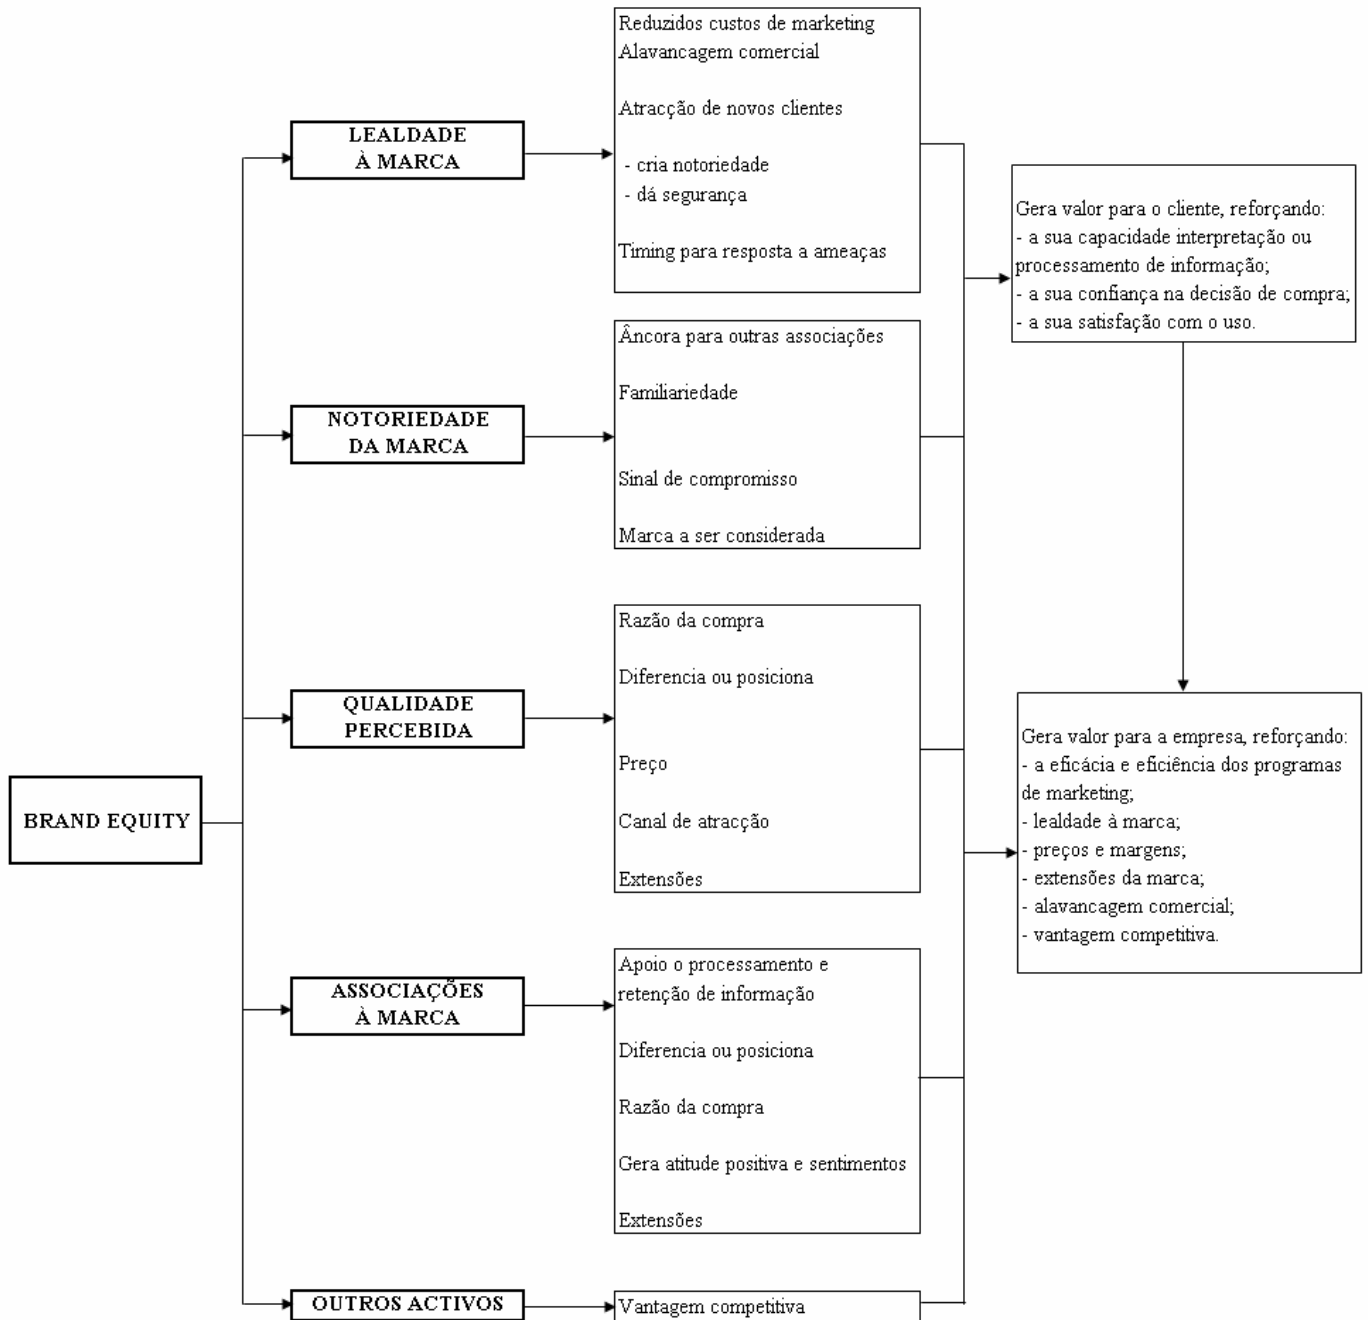 BRAND EQUITY
LEALDADE
À MARCA
Reduzidos custos de marketing
Alavancagem comercial
Atracção de novos clientes
- cria notoriedade
- dá segurança
Timing para resposta a ameaças
NOTORIEDADE
DA MARCA
Âncora para outras associações
Familiariedade
Sinal de compromisso
Marca a ser considerada
QUALIDADE
PERCEBIDA
Razão da compra
Diferencia ou posiciona
Preço
Canal de atracção
Extensões
ASSOCIAÇÕES
À MARCA
Apoio o processamento e
retenção de informação
Diferencia ou posiciona
Razão da compra
Gera atitude positiva e sentimentos
Extensões
OUTROS ACTIVOS
Vantagem competitiva
Gera valor para o cliente, reforçando:
- a sua capacidade interpretação ou
processamento de informação;
- a sua confiança na decisão de compra;
- a sua satisfação com o uso.
Gera valor para a empresa, reforçando:
- a eficácia e eficiência dos programas
de marketing;
- lealdade à marca;
- preços e margens;
- extensões da marca;
- alavancagem comercial;
- vantagem competitiva.